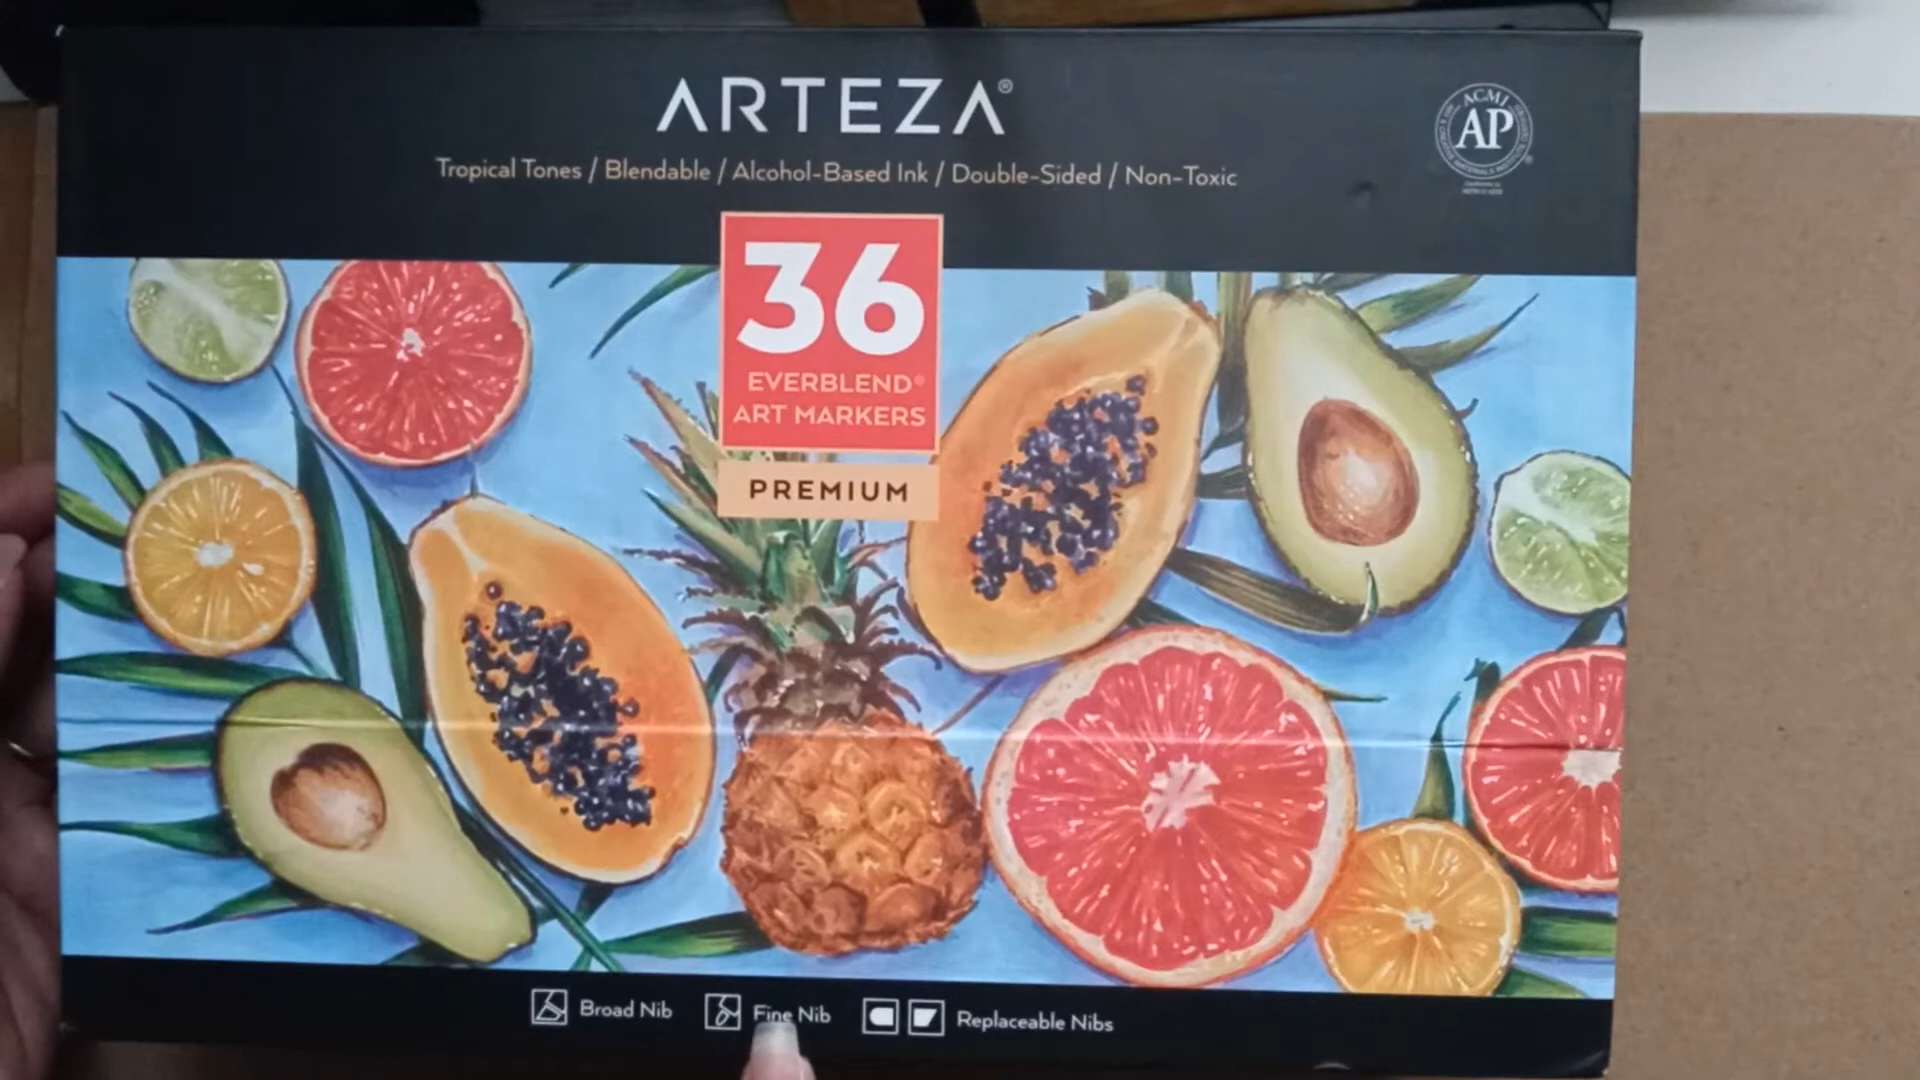 ARTEZA®
Tropical Tones / Blendable / Alcohol-Based Ink / Double-Sided / Non-Toxic
ACMI
AP
36
EVERBLEND®
ART MARKERS
PREMIUM
Broad Nib
Fine Nib
Replaceable Nibs